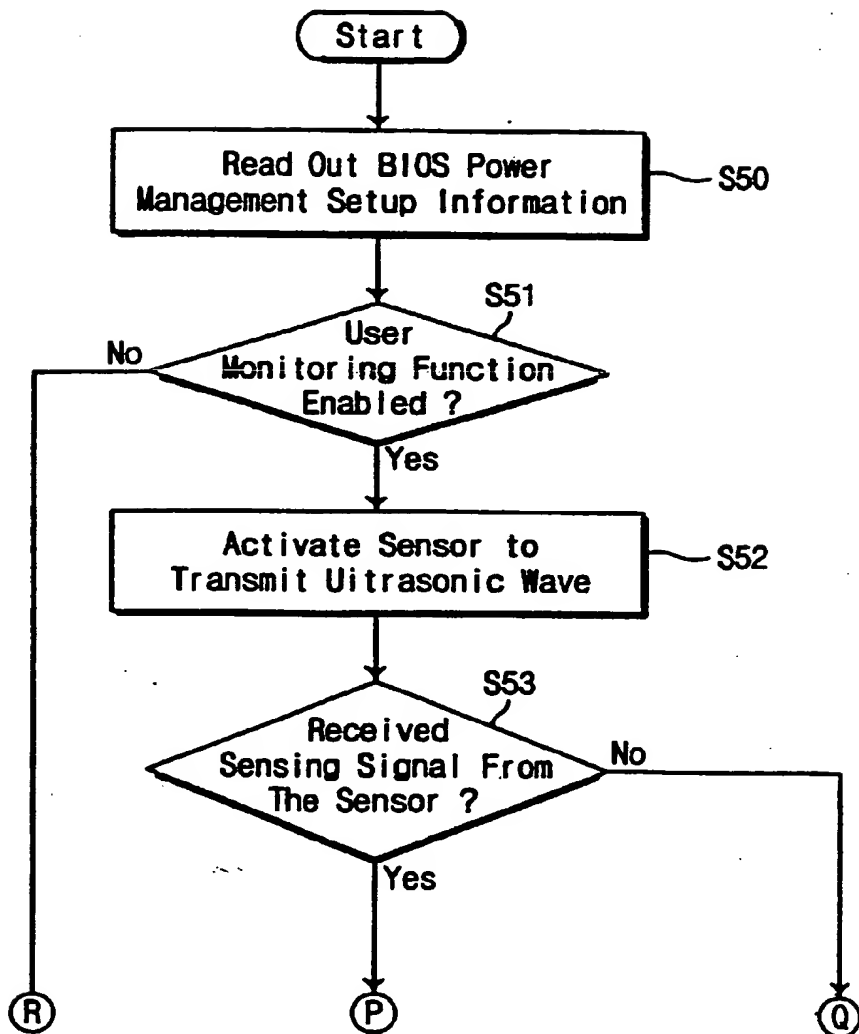 Start
Read Out BIOS Power
Management Setup Information
S50
S51
User
Monitoring Function
Enabled ?
No
Yes
Activate Sensor to
Transmit Uitrasonic Wave
S52
S53
Received
Sensing Signal From
The Sensor ?
No
Yes
R
P
Q